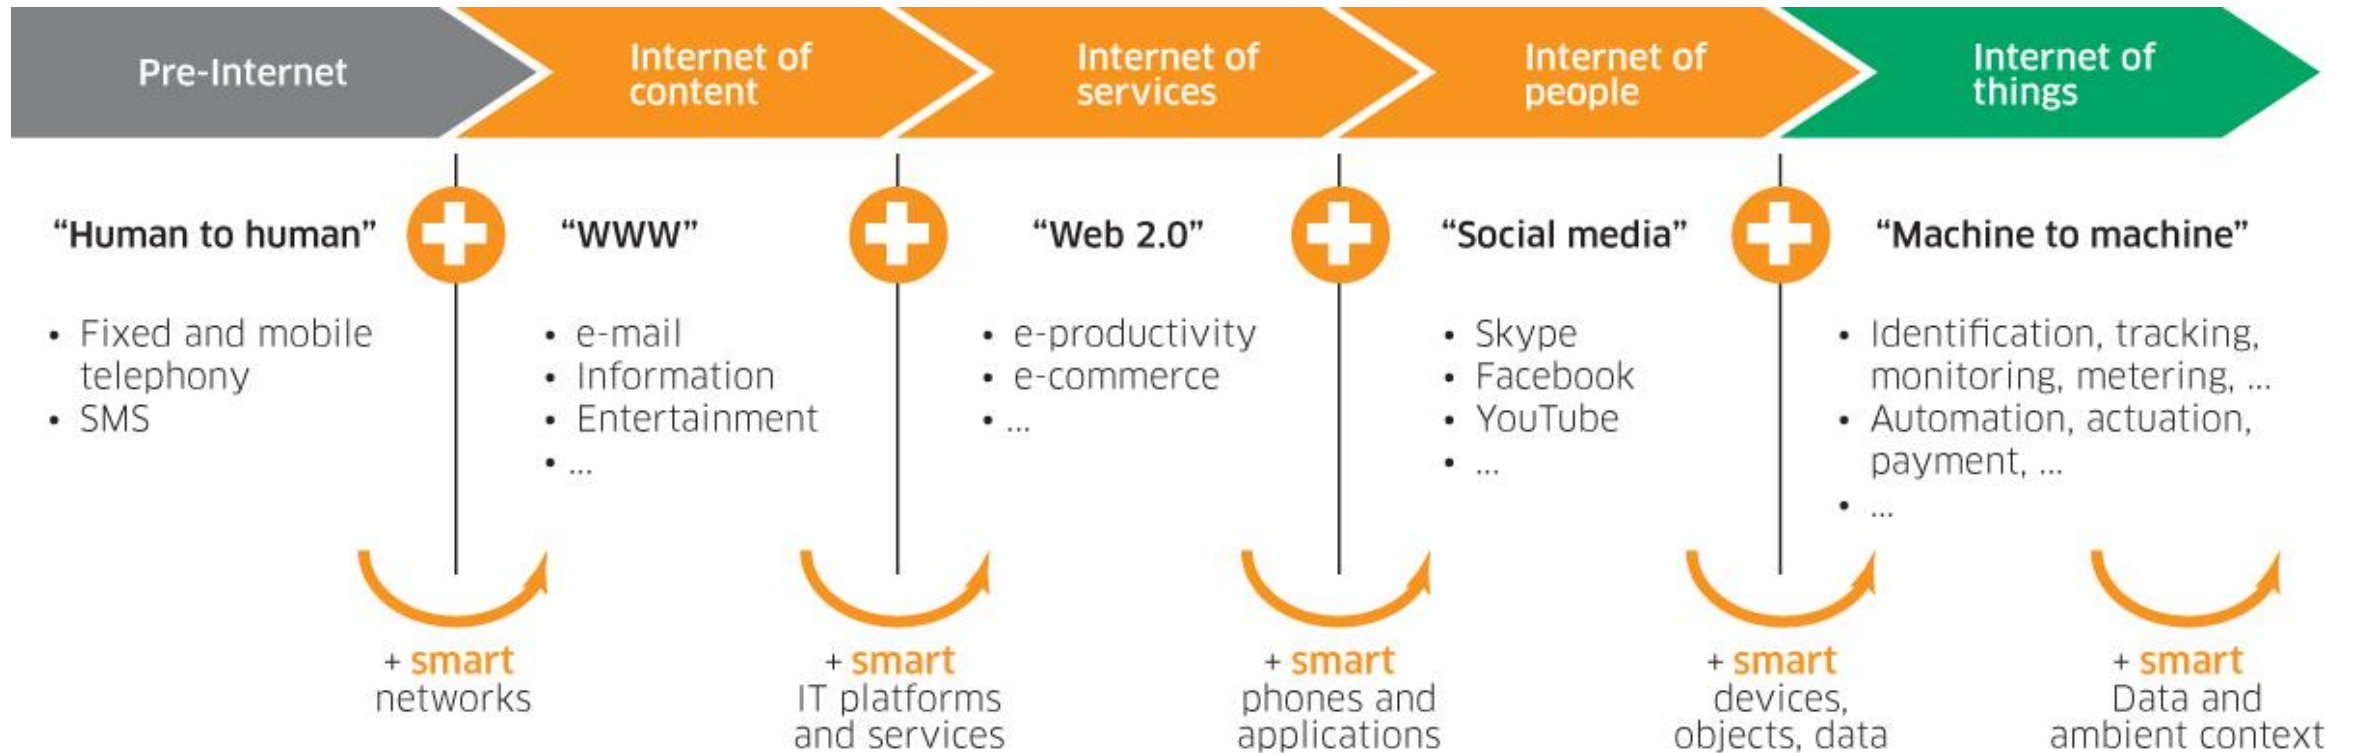 Pre-Internet
Internet of
content
Internet of
services
Internet of
people
Internet of
things
“Human to human”
“WWW”
“Web 2.0”
“Social media”
“Machine to machine”
• Fixed and mobile
telephony
• SMS
• e-mail
• Information
• Entertainment
• ...
• e-productivity
• e-commerce
• ...
• Skype
• Facebook
• YouTube
• ...
• Identification, tracking,
monitoring, metering, ...
• Automation, actuation,
payment, ...
• ...
+ smart
networks
+ smart
IT platforms
and services
+ smart
phones and
applications
+ smart
devices,
objects, data
+ smart
Data and
ambient context